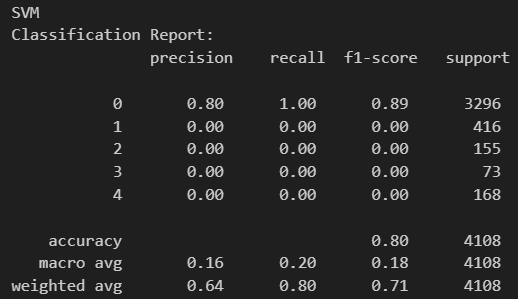 SVM
Classification Report:
precision recall f1-score support
0 0.80 1.00 0.89 3296
1 0.00 0.00 0.00 416
2 0.00 0.00 0.00 155
3 0.00 0.00 0.00 73
4 0.00 0.00 0.00 168
accuracy 0.80 4108
macro avg 0.16 0.20 0.18 4108
weighted avg 0.64 0.80 0.71 4108